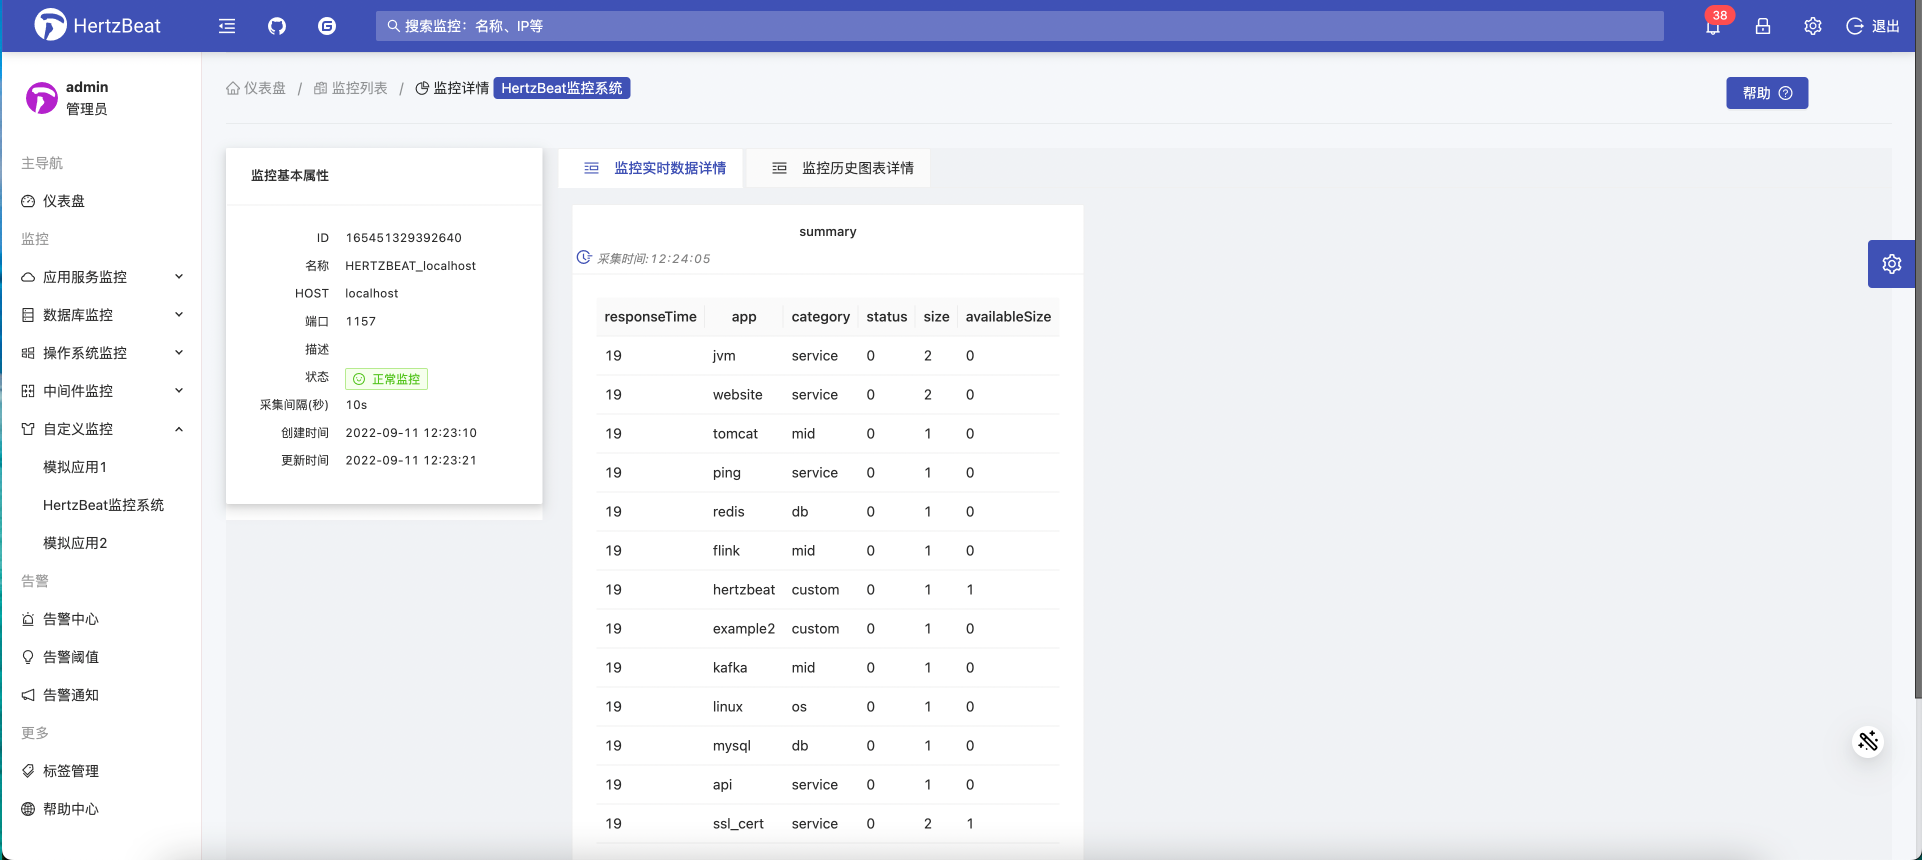 HertzBeat
搜索监控：名称、IP等
38
退出
admin
管理员
主导航
仪表盘
监控
应用服务监控
数据库监控
操作系统监控
中间件监控
自定义监控
模拟应用1
HertzBeat监控系统
模拟应用2
告警
告警中心
告警阈值
告警通知
更多
标签管理
帮助中心
仪表盘 / 监控列表 / 监控详情 HertzBeat监控系统
帮助
监控基本属性
ID 165451329392640
名称 HERTZBEAT_localhost
HOST localhost
端口 1157
描述
状态 正常监控
采集间隔(秒) 10s
创建时间 2022-09-11 12:23:10
更新时间 2022-09-11 12:23:21
监控实时数据详情 监控历史图表详情
summary
采集时间:12:24:05
responseTime app category status size availableSize
19 jvm service 0 2 0
19 website service 0 2 0
19 tomcat mid 0 1 0
19 ping service 0 1 0
19 redis db 0 1 0
19 flink mid 0 1 0
19 hertzbeat custom 0 1 1
19 example2 custom 0 1 0
19 kafka mid 0 1 0
19 linux os 0 1 0
19 mysql db 0 1 0
19 api service 0 1 0
19 ssl_cert service 0 2 1